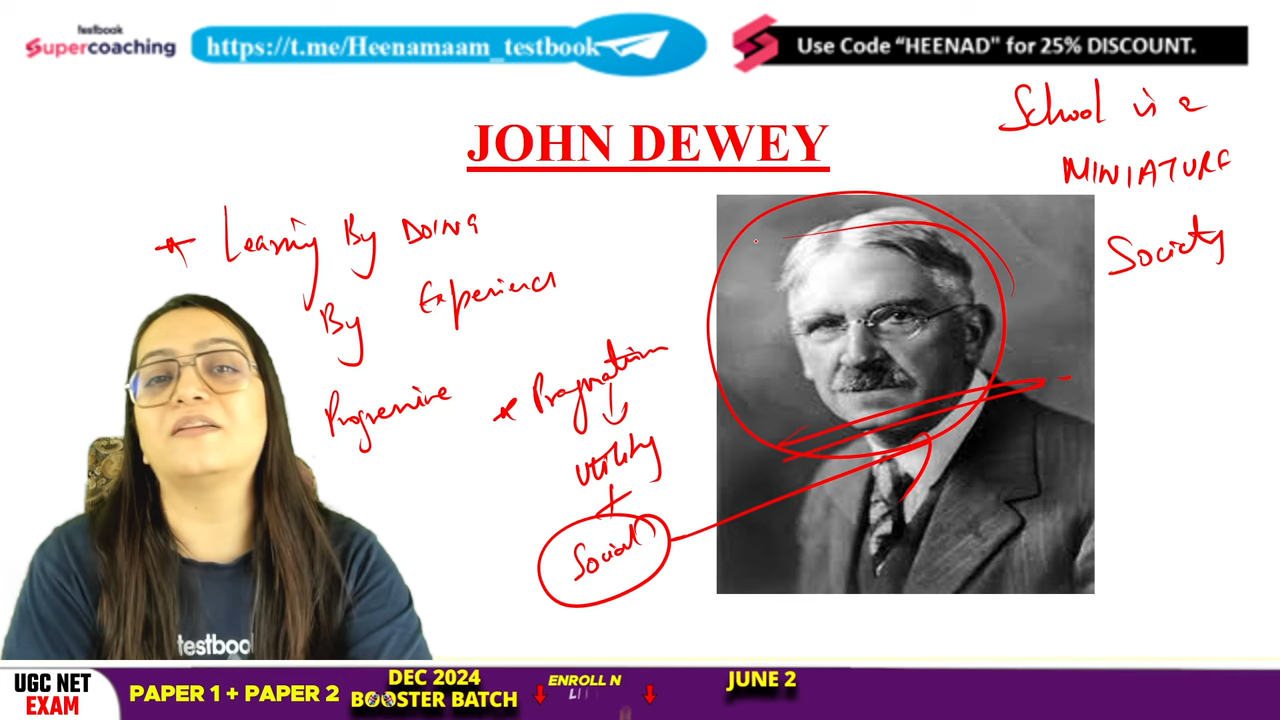 testbook
Supercoaching
https://t.me/Heenamaam_testbook
Use Code “HEENAD" for 25% DISCOUNT.
School is a
MINIATURE
Society
JOHN DEWEY
* Learning By DOING
By Experience
Progressive
* Pragmatism
Utility
+
Social
testbook
UGC NET
EXAM
PAPER 1 + PAPER 2
DEC 2024
BOOSTER BATCH
ENROLL N
LI
JUNE 2